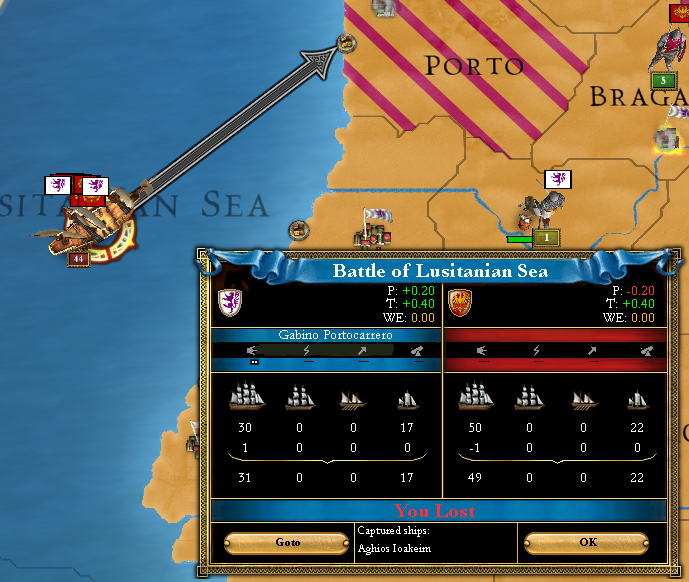 PORTO
BRAGA
5
SITANIAN SEA
44
1
Battle of Lusitanian Sea
P: +0.20
T: +0.40
WE: 0.00
P: -0.20
T: +0.40
WE: 0.00
Gabino Portocarrero
30 0 0 17
1 0 0 0
31 0 0 17
50 0 0 22
-1 0 0 0
49 0 0 22
You Lost
Goto
Captured ships:
Aghios Ioakeim
OK